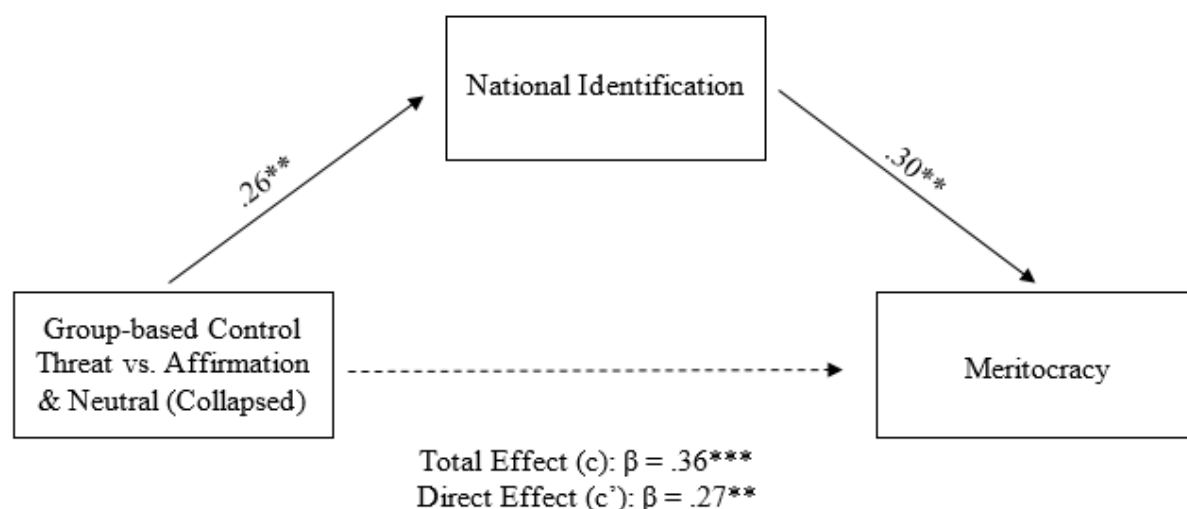 National Identification
.26**
.30**
Group-based Control
Threat vs. Affirmation
& Neutral (Collapsed)
Meritocracy
Total Effect (c): β = .36***
Direct Effect (c’): β = .27**